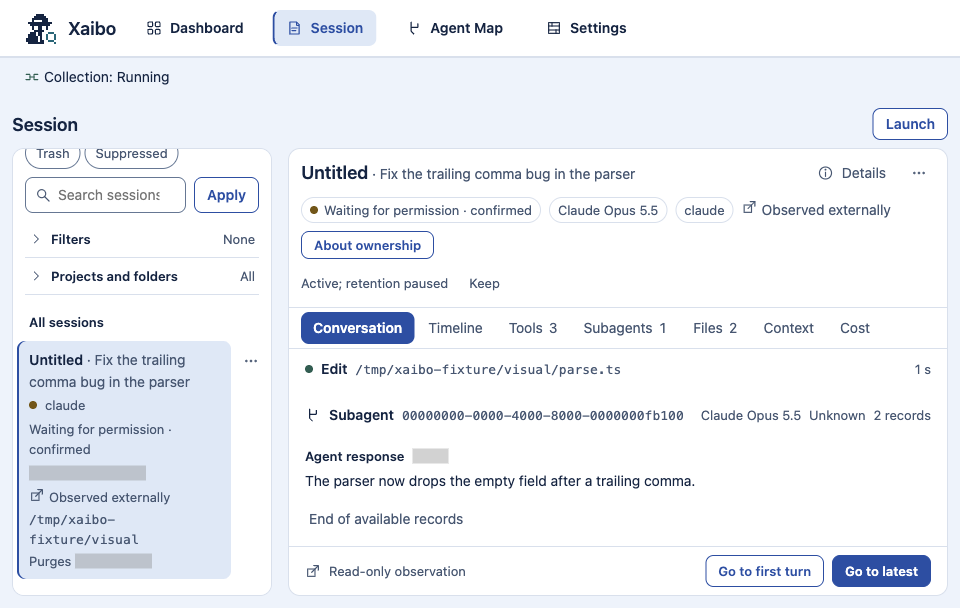 Xaibo
Dashboard
Session
Agent Map
Settings
Collection: Running
Session
Launch
Trash
Suppressed
Search sessions
Apply
Filters
None
Projects and folders
All
All sessions
Untitled · Fix the trailing
comma bug in the parser
claude
Waiting for permission ·
confirmed
Observed externally
/tmp/xaibo-
fixture/visual
Purges
Untitled · Fix the trailing comma bug in the parser
Details
Waiting for permission · confirmed
Claude Opus 5.5
claude
Observed externally
About ownership
Active; retention paused
Keep
Conversation
Timeline
Tools 3
Subagents 1
Files 2
Context
Cost
Edit /tmp/xaibo-fixture/visual/parse.ts
1 s
Subagent 00000000-0000-4000-8000-0000000fb100 Claude Opus 5.5 Unknown 2 records
Agent response
The parser now drops the empty field after a trailing comma.
End of available records
Read-only observation
Go to first turn
Go to latest